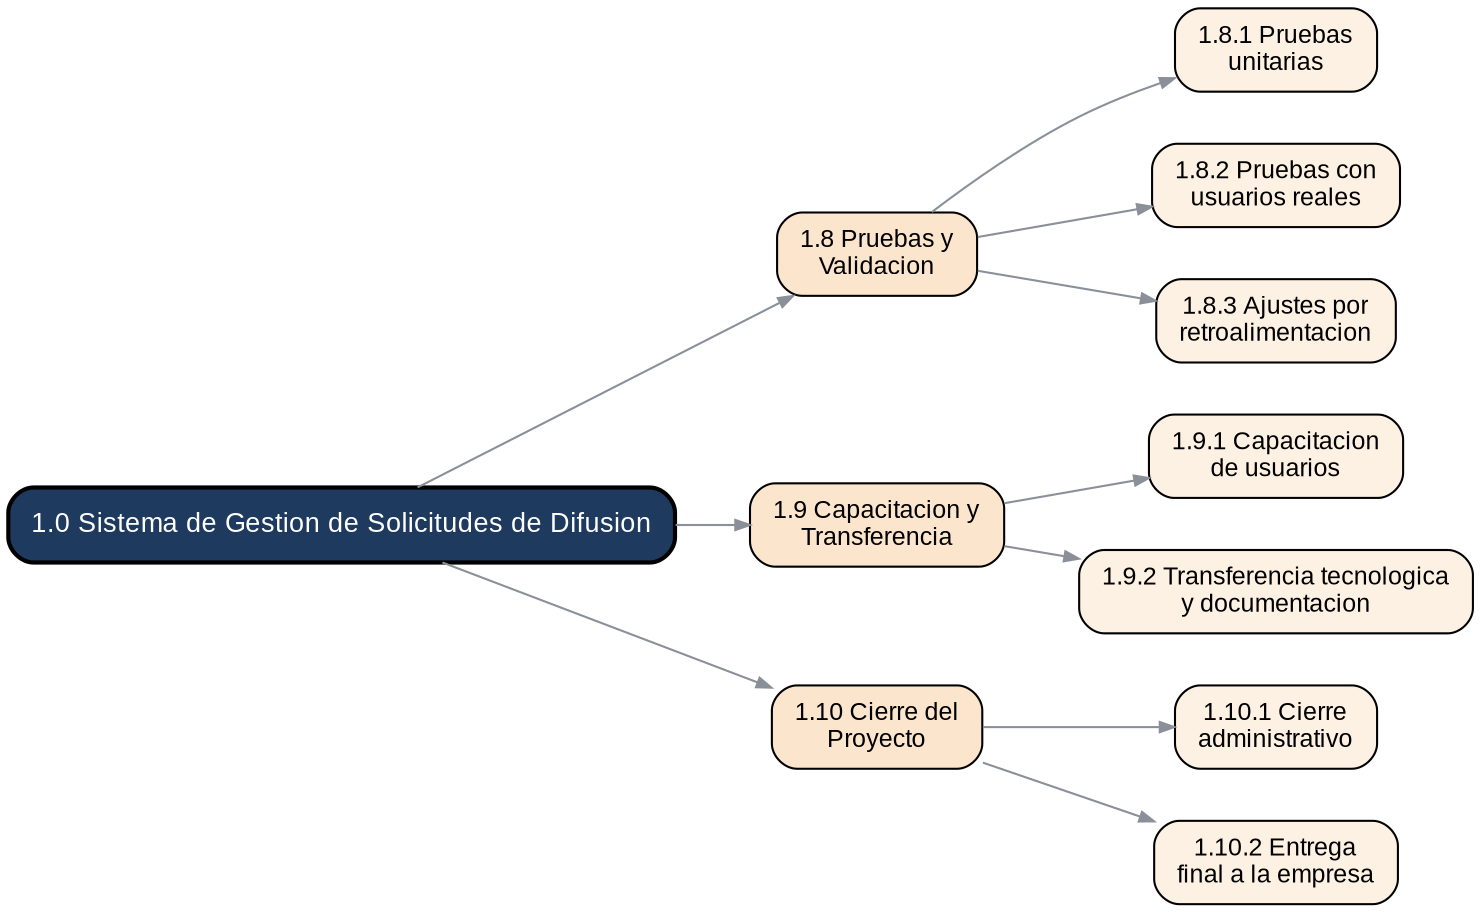 1.0 Sistema de Gestion de Solicitudes de Difusion
1.8 Pruebas y
Validacion
1.8.1 Pruebas
unitarias
1.8.2 Pruebas con
usuarios reales
1.8.3 Ajustes por
retroalimentacion
1.9 Capacitacion y
Transferencia
1.9.1 Capacitacion
de usuarios
1.9.2 Transferencia tecnologica
y documentacion
1.10 Cierre del
Proyecto
1.10.1 Cierre
administrativo
1.10.2 Entrega
final a la empresa